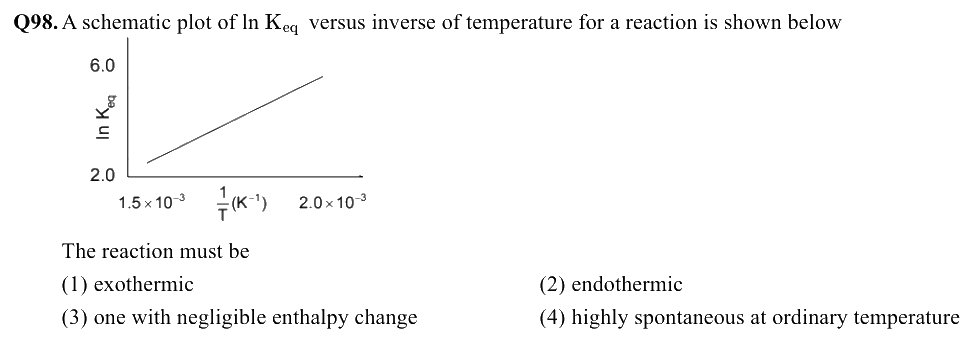 Q98. A schematic plot of ln Keq versus inverse of temperature for a reaction is shown below
6.0
ln Keq
2.0
1.5 × 10⁻³ 1/T (K⁻¹) 2.0 × 10⁻³
The reaction must be
(1) exothermic (2) endothermic
(3) one with negligible enthalpy change (4) highly spontaneous at ordinary temperature